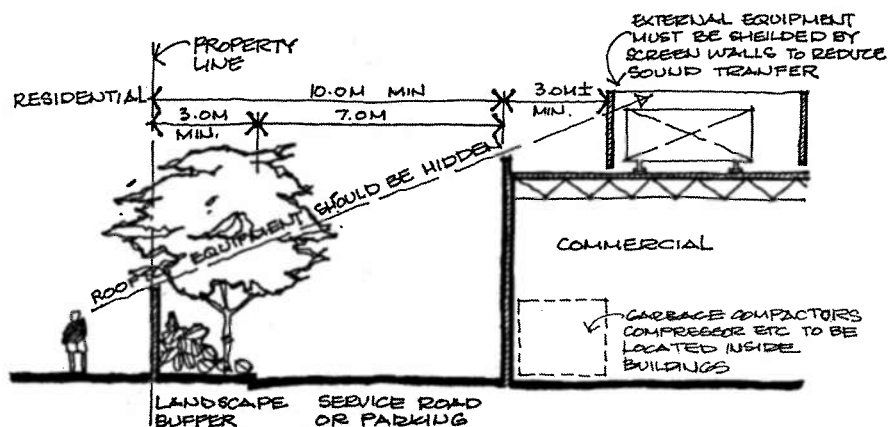 PROPERTY
LINE
EXTERNAL EQUIPMENT
MUST BE SHEILDED BY
SCREEN WALLS TO REDUCE
SOUND TRANFER
RESIDENTIAL
10.0M MIN
3.0M±
MIN.
3.0M
MIN.
7.0M
ROOFTOP EQUIPMENT SHOULD BE HIDDEN
COMMERCIAL
GARBAGE COMPACTORS
COMPRESSOR ETC TO BE
LOCATED INSIDE
BUILDINGS
LANDSCAPE
BUFFER
SERVICE ROAD
OR PARKING